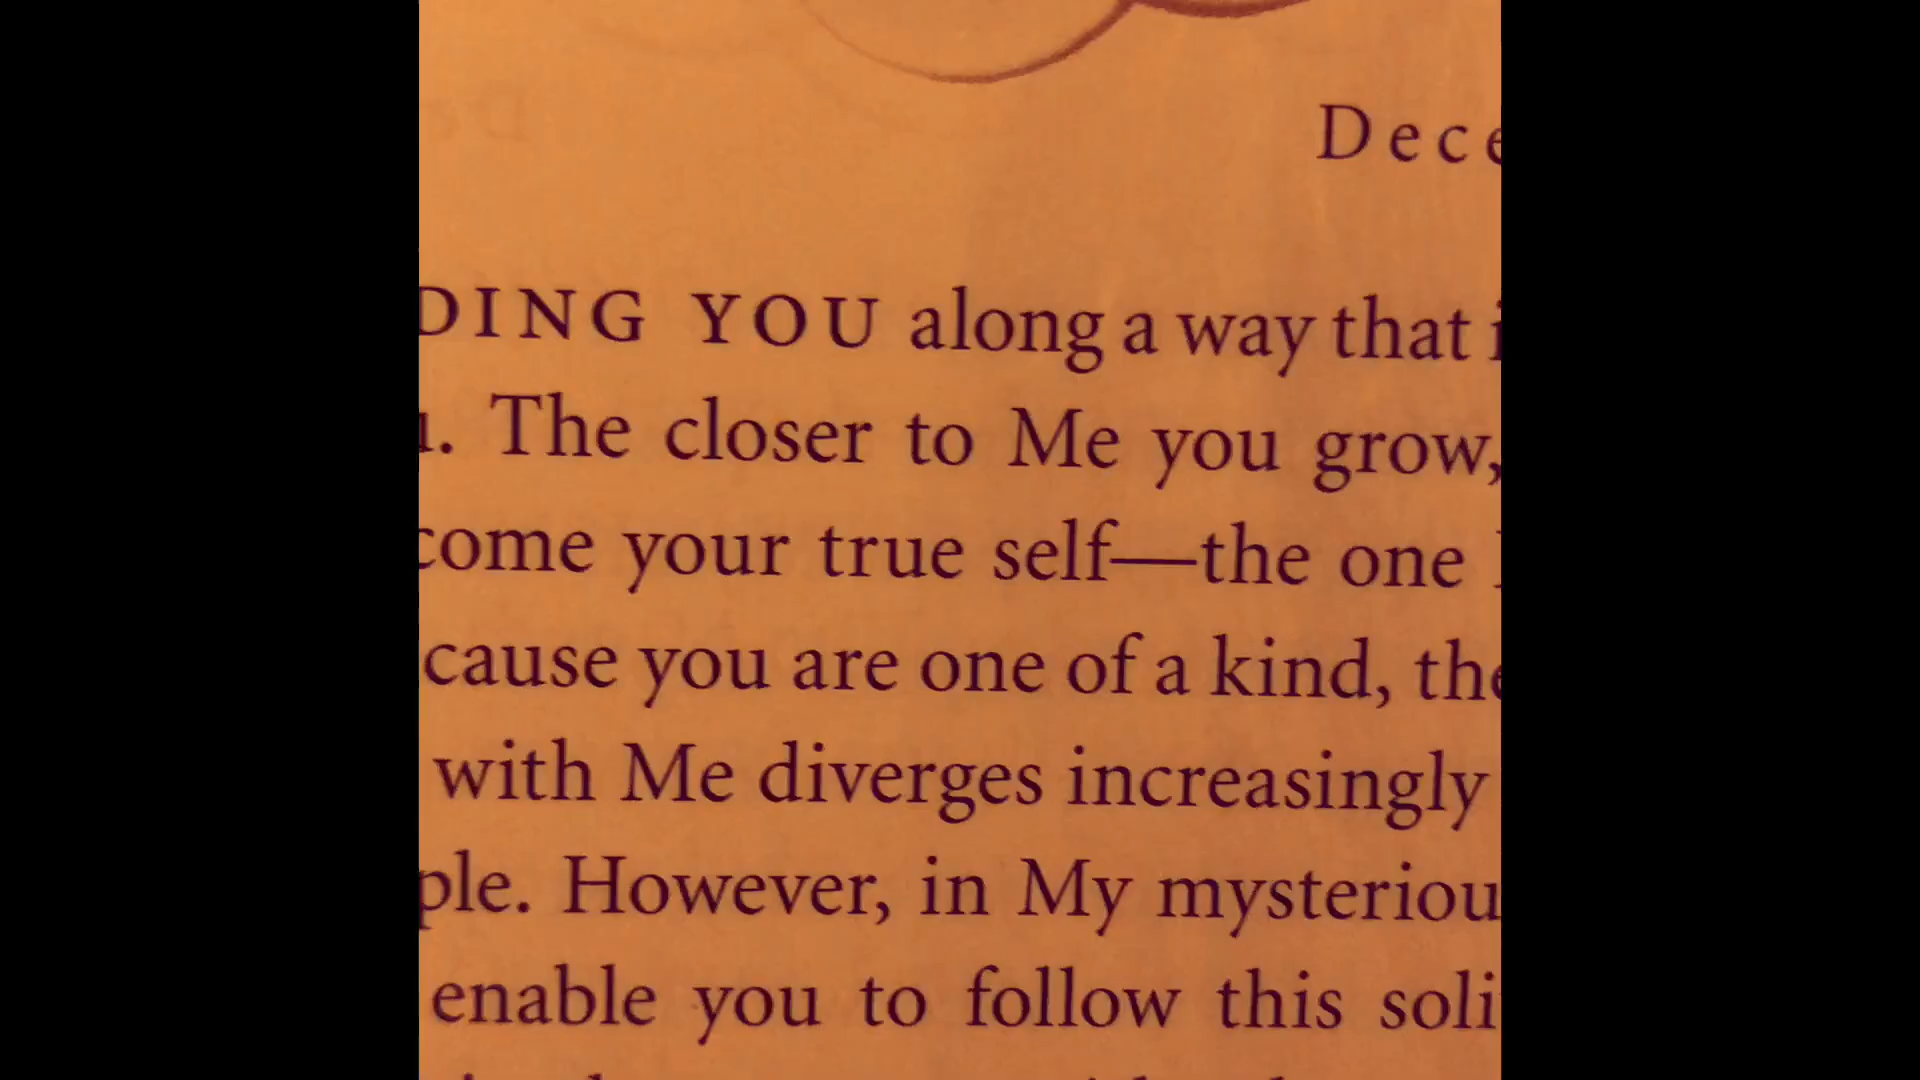 Dece
DING YOU along a way that i
. The closer to Me you grow,
come your true self—the one
cause you are one of a kind, the
with Me diverges increasingly
ple. However, in My mysteriou
enable you to follow this soli